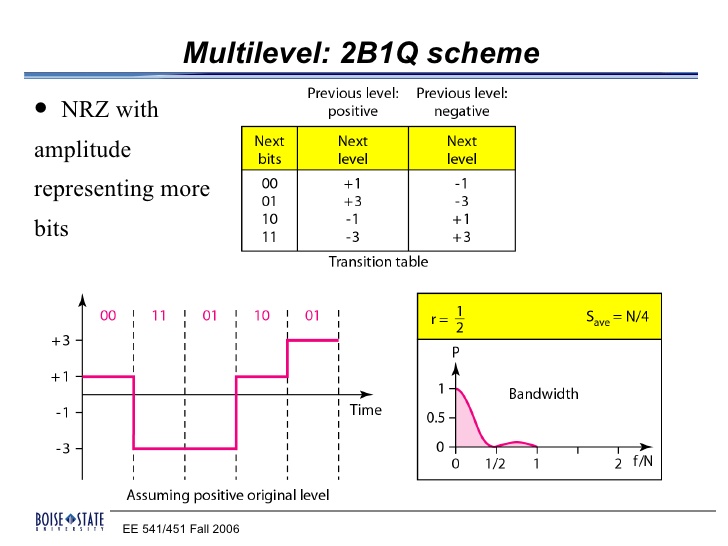 Multilevel: 2B1Q scheme
• NRZ with
amplitude
representing more
bits
Previous level: positive Previous level: negative
Next bits Next level Next level
00 +1 -1
01 +3 -3
10 -1 +1
11 -3 +3
Transition table
00 11 01 10 01
+3
+1
-1
-3
Time
Assuming positive original level
r = 1/2 Save = N/4
P
Bandwidth
1
0.5
0
0 1/2 1 2 f/N
BOISE STATE
UNIVERSITY
EE 541/451 Fall 2006